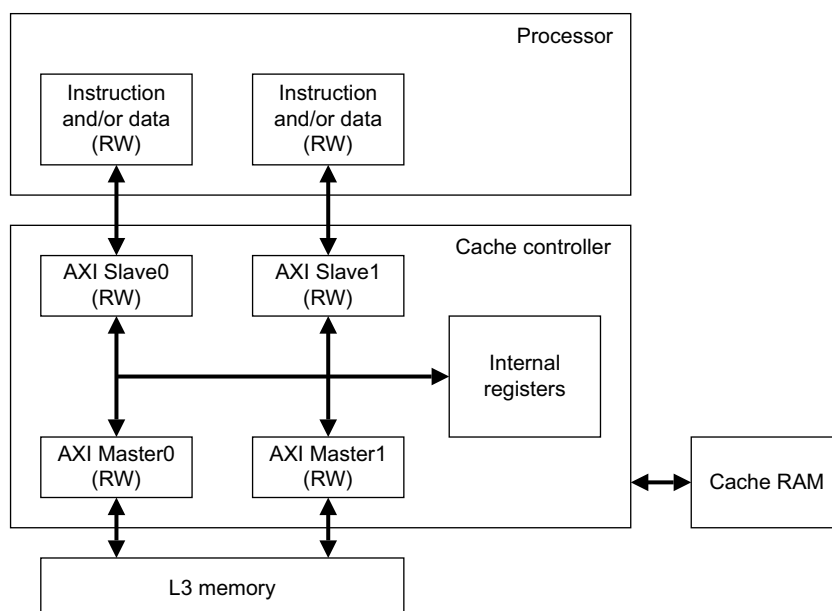 Processor
Instruction
and/or data
(RW)
Instruction
and/or data
(RW)
Cache controller
AXI Slave0
(RW)
AXI Slave1
(RW)
Internal
registers
AXI Master0
(RW)
AXI Master1
(RW)
Cache RAM
L3 memory